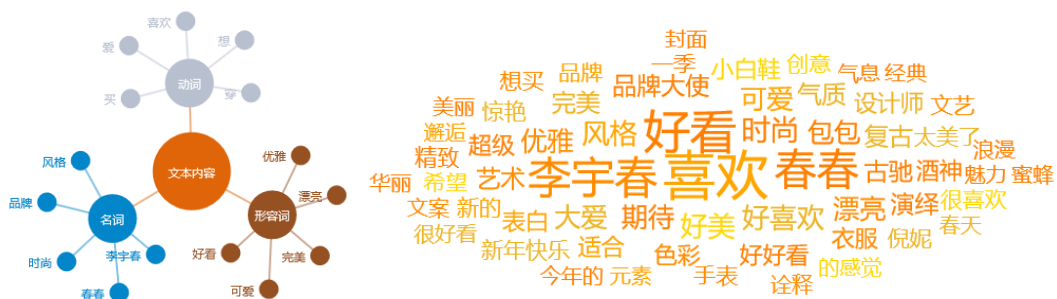 喜欢
想
爱
动词
买
穿
文本内容
风格
优雅
漂亮
品牌
名词
形容词
李宇春
好看
完美
时尚
春春
可爱
封面
一季
小白鞋 创意
想买 品牌 品牌大使 气息 经典
美丽 惊艳 完美 可爱 气质 设计师 文艺
邂逅 超级 优雅 风格 好看 时尚 包包 复古 太美了 浪漫
精致 李宇春 喜欢 春春 古驰 酒神 魅力 蜜蜂
华丽 希望 艺术 很喜欢
文案 新的 表白 大爱 期待 好美 好喜欢 漂亮 演绎 春天
很好看 新年快乐 适合 色彩 好好看 衣服 倪妮
今年的 元素 手表 诠释 的感觉